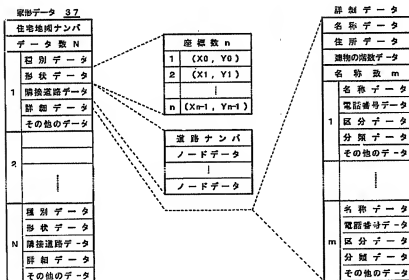 家形データ 37
住宅地図ナンバ
データ数 N
1
種別データ
形状データ
隣接道路データ
詳細データ
その他のデータ
2
N
種別データ
形状データ
隣接道路データ
詳細データ
その他のデータ
座標数 n
1 (X0, Y0)
2 (X1, Y1)
n (Xn-1, Yn-1)
道路ナンバ
ノードデータ
ノードデータ
詳細データ
名称データ
住所データ
建物の階数データ
名称数 m
1
名称データ
電話番号データ
区分データ
分類データ
その他のデータ
m
名称データ
電話番号データ
区分データ
分類データ
その他のデータ